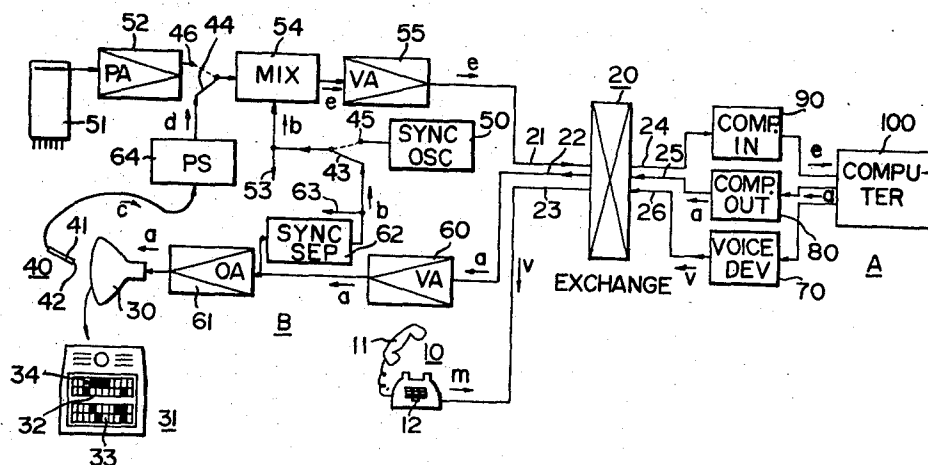 52
46
44
54
55
PA
MIX
VA
e
e
20
90
51
d
b
45
SYNC
OSC
50
COMP.
IN
100
24
25
e
64
PS
43
21
22
COMPU-
TER
53
23
26
COMP.
OUT
a
a
A
c
63
b
SYNC
SEP
62
60
a
80
41
40
42
a
OA
VA
a
a
v
EXCHANGE
VOICE
DEV
v
70
30
61
B
11
10
m
12
34
32
33
31